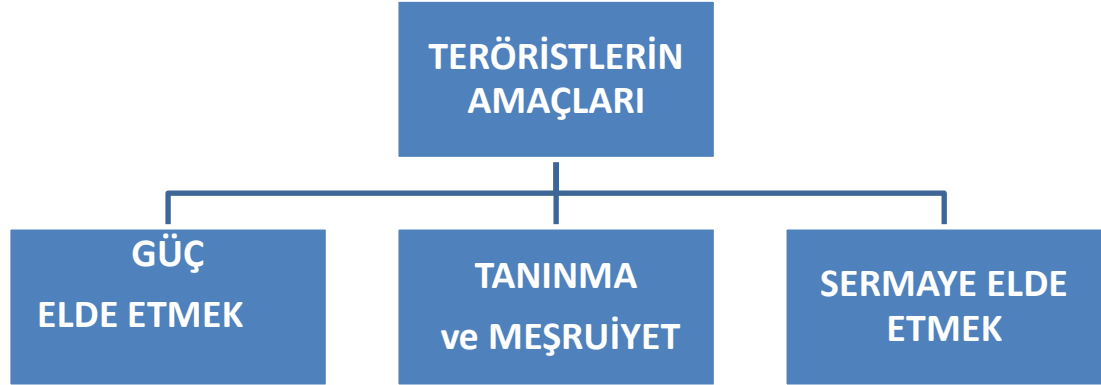 TERÖRİSTLERİN
AMAÇLARI
GÜÇ
ELDE ETMEK
TANINMA
ve MEŞRUİYET
SERMAYE ELDE
ETMEK